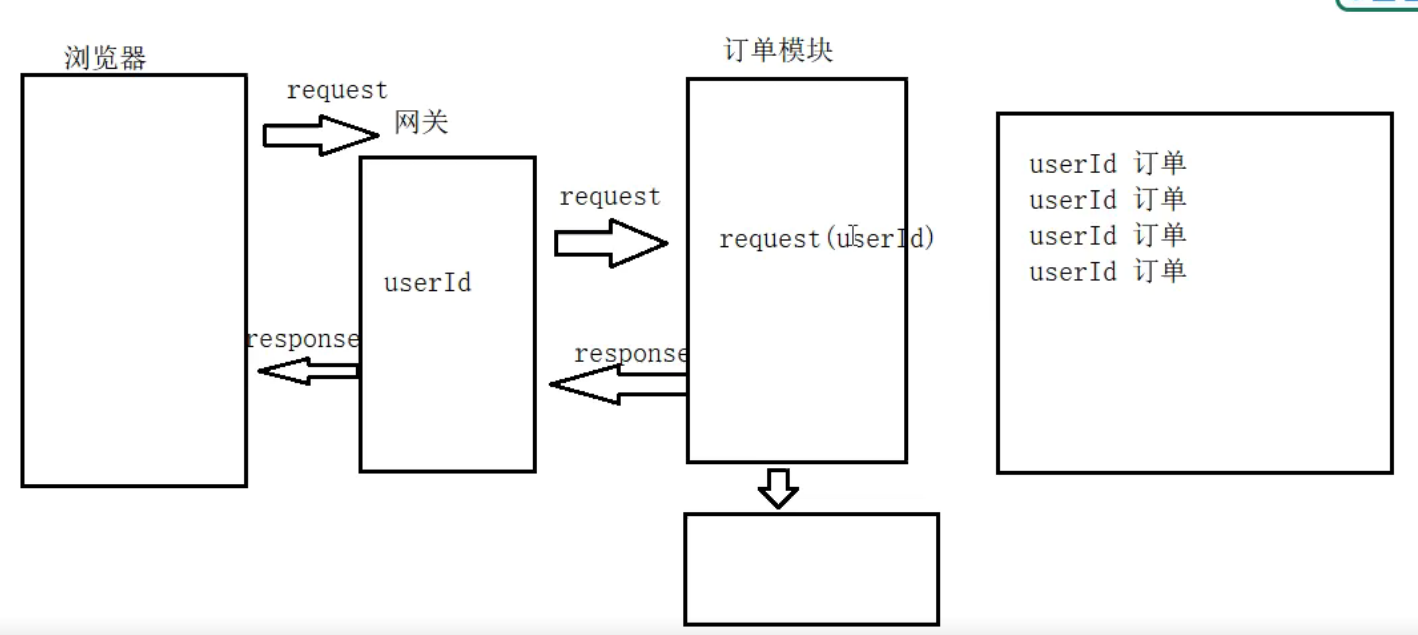 浏览器
request
网关
userId
response
request
response
订单模块
request(userId)
userId 订单
userId 订单
userId 订单
userId 订单